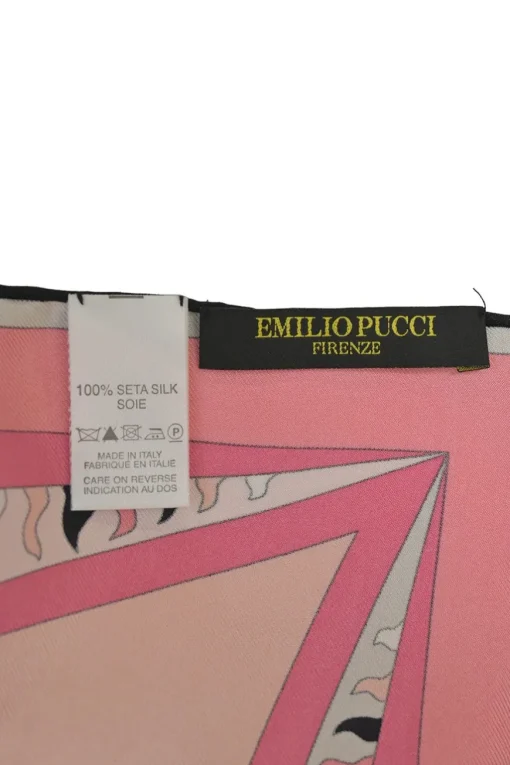 EMILIO PUCCI
FIRENZE
100% SETA SILK
SOIE
P
MADE IN ITALY
FABRIQUÉ EN ITALIE
CARE ON REVERSE
INDICATION AU DOS